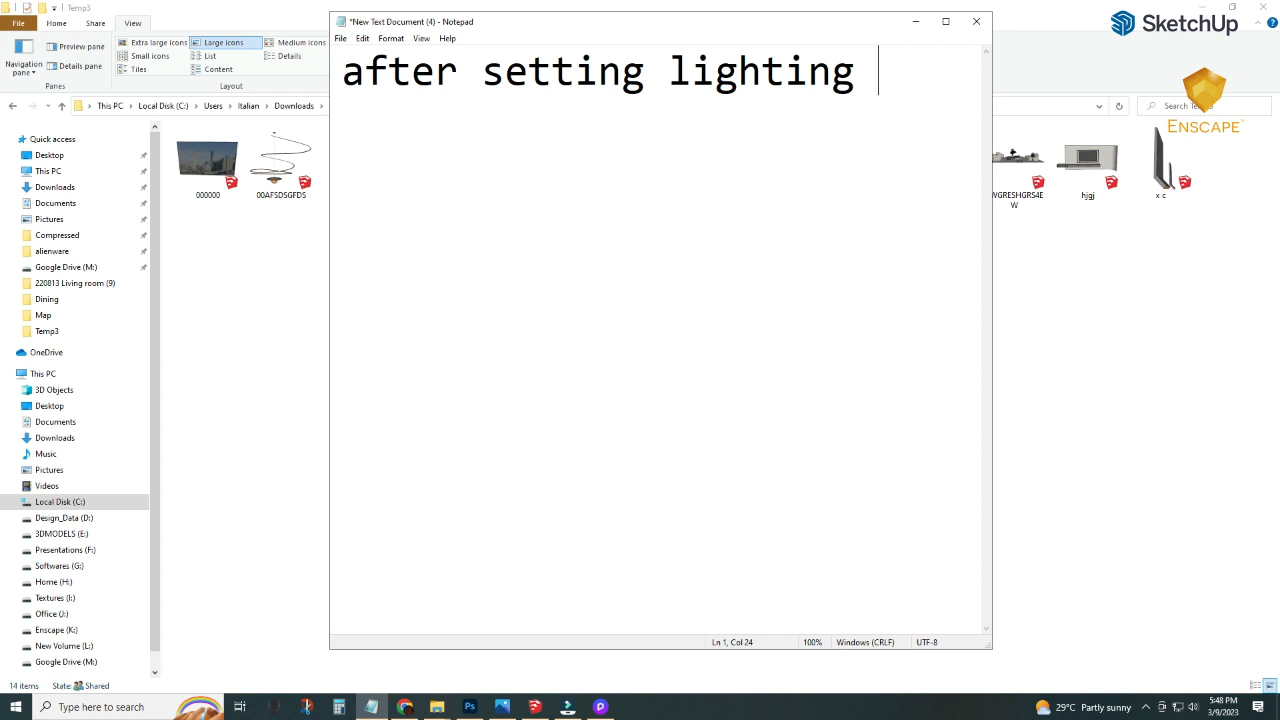 Temp3
*New Text Document (4) - Notepad
SketchUp
File
Home
Share
View
File
Edit
Format
View
Help
Navigation pane
Preview pane
Details pane
Panes
Extra large icons
Large icons
Medium icons
Small icons
List
Details
Tiles
Content
Layout
after setting lighting
This PC
Local Disk (C:)
Users
Italian
Downloads
ENSCAPE™
Quick access
Desktop
This PC
Downloads
Documents
Pictures
Compressed
alienware
Google Drive (M:)
220813 Living room (9)
Dining
Map
Temp3
OneDrive
This PC
3D Objects
Desktop
Documents
Downloads
Music
Pictures
Videos
Local Disk (C:)
Design_Data (D:)
3DMODELS (E:)
Presentations (F:)
Softwares (G:)
Home (H:)
Textures (I:)
Office (J:)
Enscape (K:)
New Volume (L:)
Google Drive (M:)
000000
00AFSDSGFDS
hjgj
x c
Ln 1, Col 24
100%
Windows (CRLF)
UTF-8
14 items
State:
Shared
Type here to search
29°C Partly sunny
5:48 PM
3/9/2023